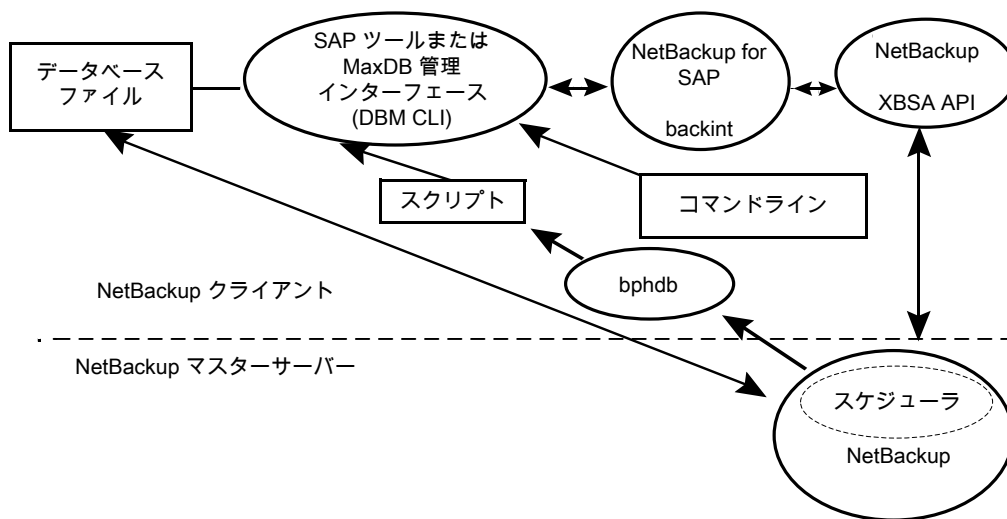 データベース
ファイル
SAP ツールまたは
MaxDB 管理
インターフェース
(DBM CLI)
NetBackup for
SAP
backint
NetBackup
XBSA API
スクリプト
コマンドライン
bphdb
NetBackup クライアント
NetBackup マスターサーバー
スケジューラ
NetBackup